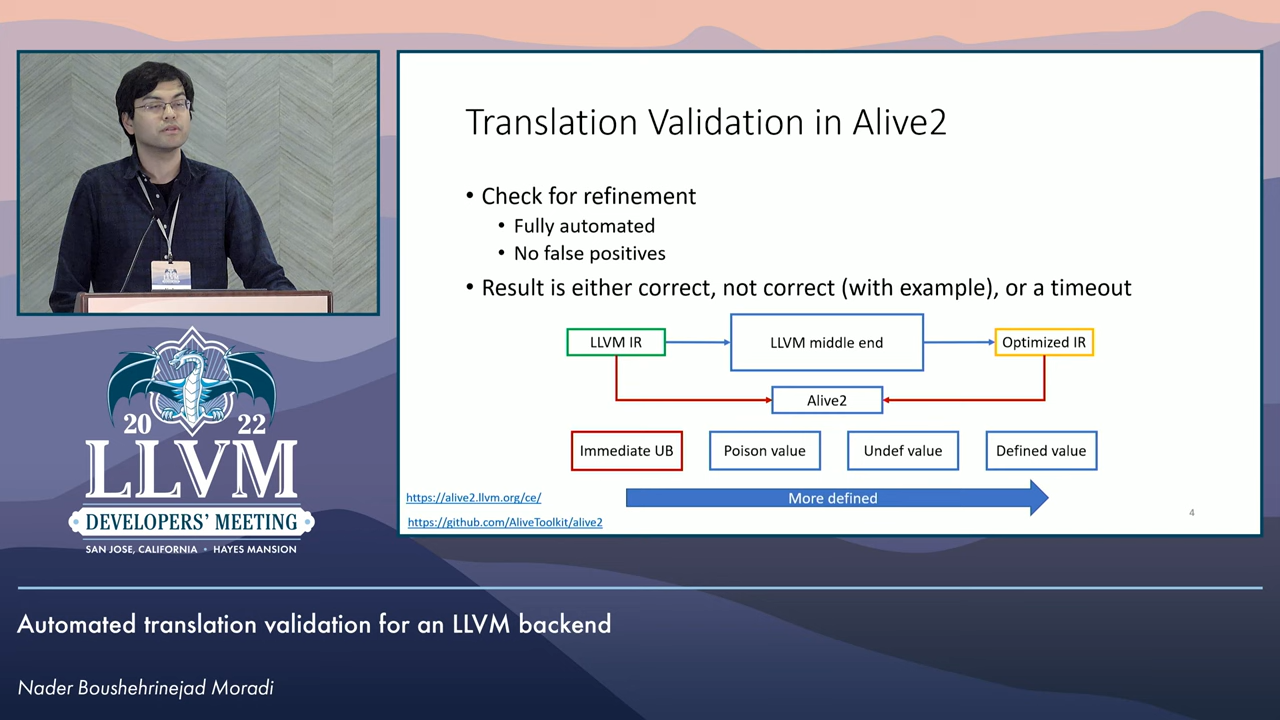 Translation Validation in Alive2
• Check for refinement
• Fully automated
• No false positives
• Result is either correct, not correct (with example), or a timeout
LLVM IR
LLVM middle end
Optimized IR
Alive2
Immediate UB
Poison value
Undef value
Defined value
https://alive2.llvm.org/ce/
More defined
https://github.com/AliveToolkit/alive2
4
20 22
LLVM
DEVELOPERS' MEETING
SAN JOSE, CALIFORNIA • HAYES MANSION
Automated translation validation for an LLVM backend
Nader Boushehrinejad Moradi